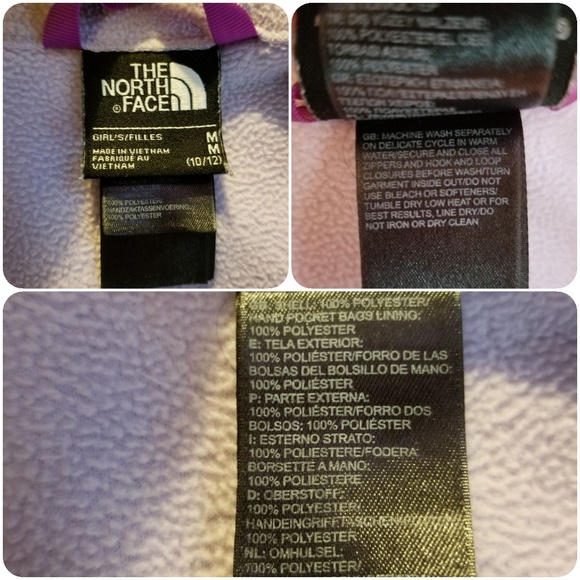 THE
NORTH
FACE
GIRL'S/FILLES M
MADE IN VIETNAM M
FABRIQUÉ AU (10/12)
VIETNAM
100% POLYESTER/
HANDZAKTASSENVOERING:
100% POLYESTER
GB: MACHINE WASH SEPARATELY
ON DELICATE CYCLE IN WARM
WATER/SECURE AND CLOSE ALL
ZIPPERS AND HOOK AND LOOP
CLOSURES BEFORE WASH/TURN
GARMENT INSIDE OUT/DO NOT
USE BLEACH OR SOFTENERS/
TUMBLE DRY LOW HEAT OR FOR
BEST RESULTS, LINE DRY/DO
NOT IRON OR DRY CLEAN
GB: SHELL: 100% POLYESTER/
HAND POCKET BAGS LINING:
100% POLYESTER
E: TELA EXTERIOR:
100% POLIÉSTER/FORRO DE LAS
BOLSAS DEL BOLSILLO DE MANO:
100% POLIÉSTER
P: PARTE EXTERNA:
100% POLIÉSTER/FORRO DOS
BOLSOS: 100% POLIÉSTER
I: ESTERNO STRATO:
100% POLIESTERE/FODERA
BORSETTE A MANO:
100% POLIESTERE
D: OBERSTOFF:
100% POLYESTER/
HANDEINGRIFFTASCHEN
100% POLYESTER
NL: OMHULSEL:
100% POLYESTER/